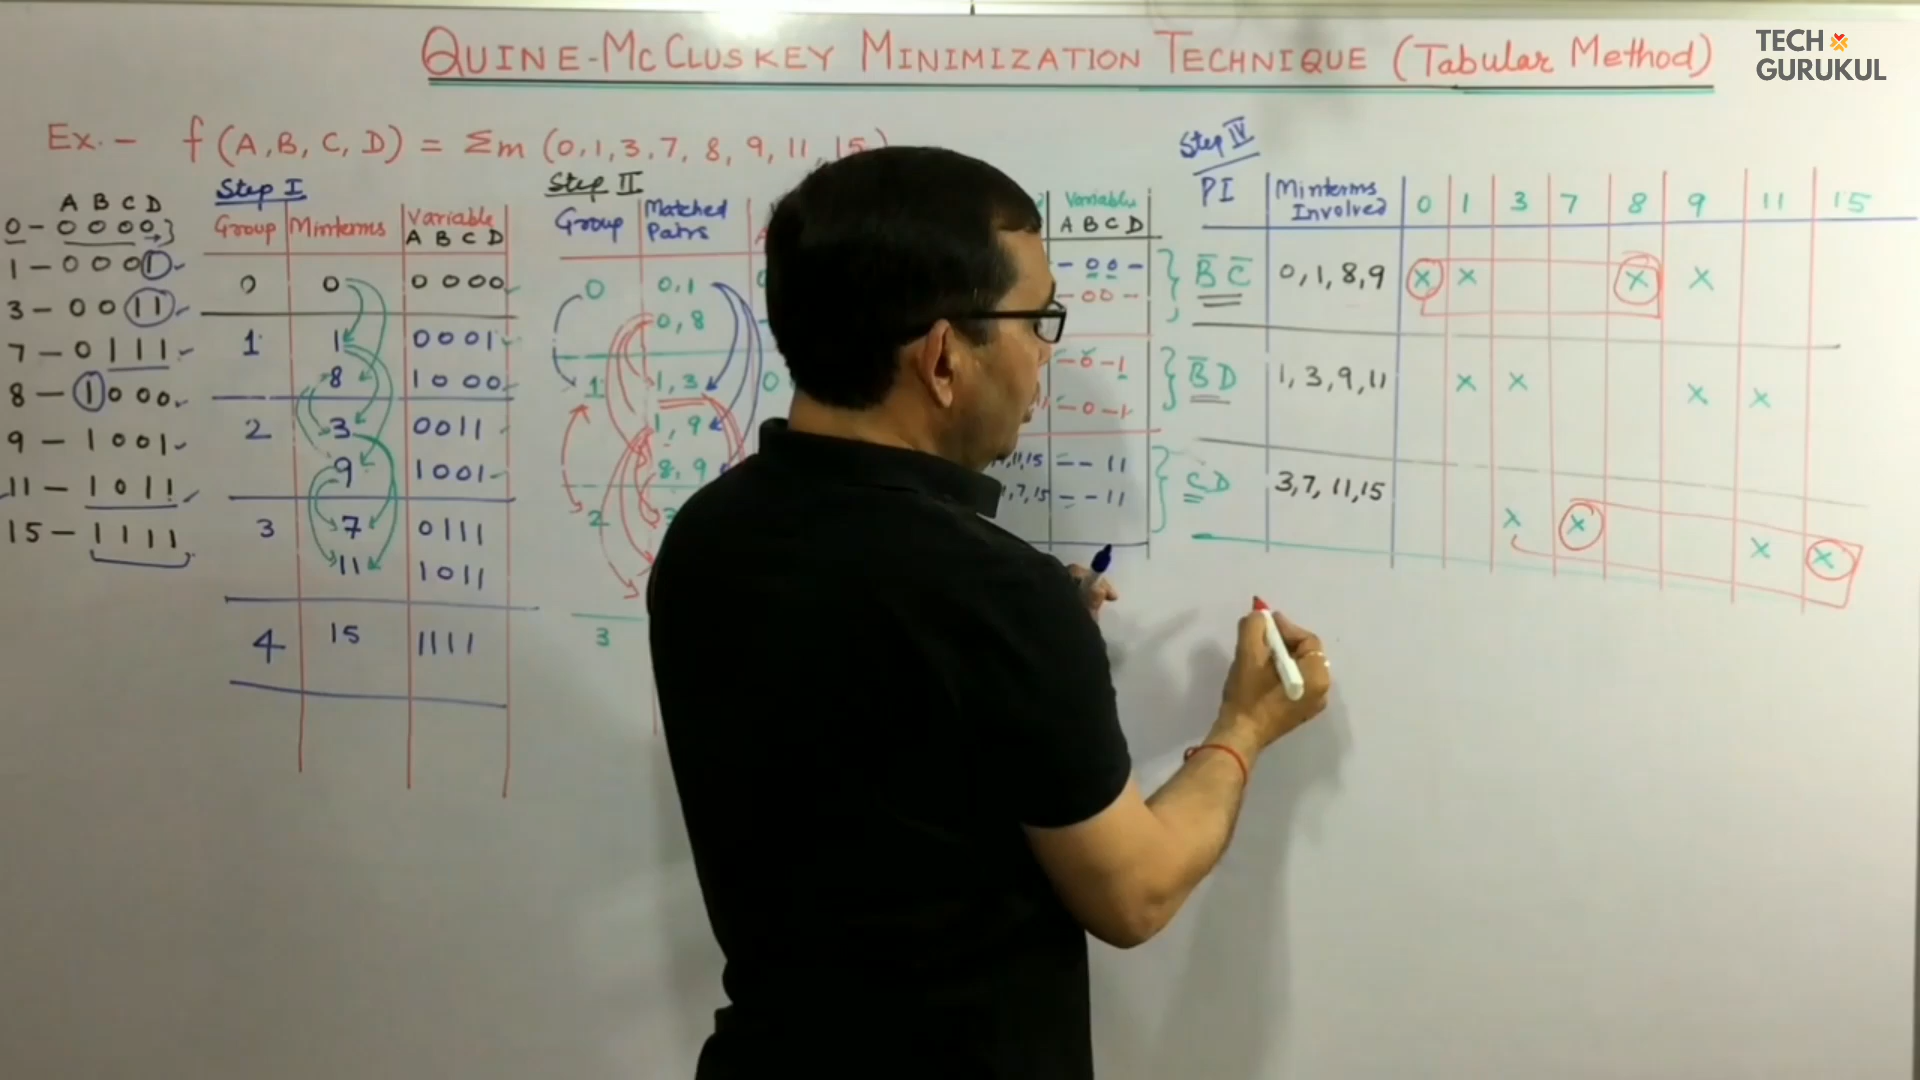 QUINE-McCLUSKEY MINIMIZATION TECHNIQUE (Tabular Method)
TECH
GURUKUL
Ex.- f (A,B,C,D) = Σm (0,1,3,7, 8, 9, 11, 15)
A B C D
0 - 0 0 0 0
1 - 0 0 0 1
3 - 0 0 1 1
7 - 0 1 1 1
8 - 1 0 0 0
9 - 1 0 0 1
11 - 1 0 1 1
15 - 1 1 1 1
Step I
Group Minterms Variable
A B C D
0 0 0 0 0 0
1 1 0 0 0 1
8 1 0 0 0
2 3 0 0 1 1
9 1 0 0 1
3 7 0 1 1 1
11 1 0 1 1
4 15 1 1 1 1
Step II
Group Matched Pairs
0 0,1
0,8
1 1,3
1,9
8,9
2
3
Variable
A B C D
- 0 0 -
- 0 0 -
- 0 - 1
- 0 - 1
11,15 - - 1 1
7,15 - - 1 1
Step IV
PI Minterms Involved 0 1 3 7 8 9 11 15
B̅ C̅ 0,1,8,9 x x x x
B̅ D 1,3,9,11 x x x x
C D 3,7,11,15 x x x x